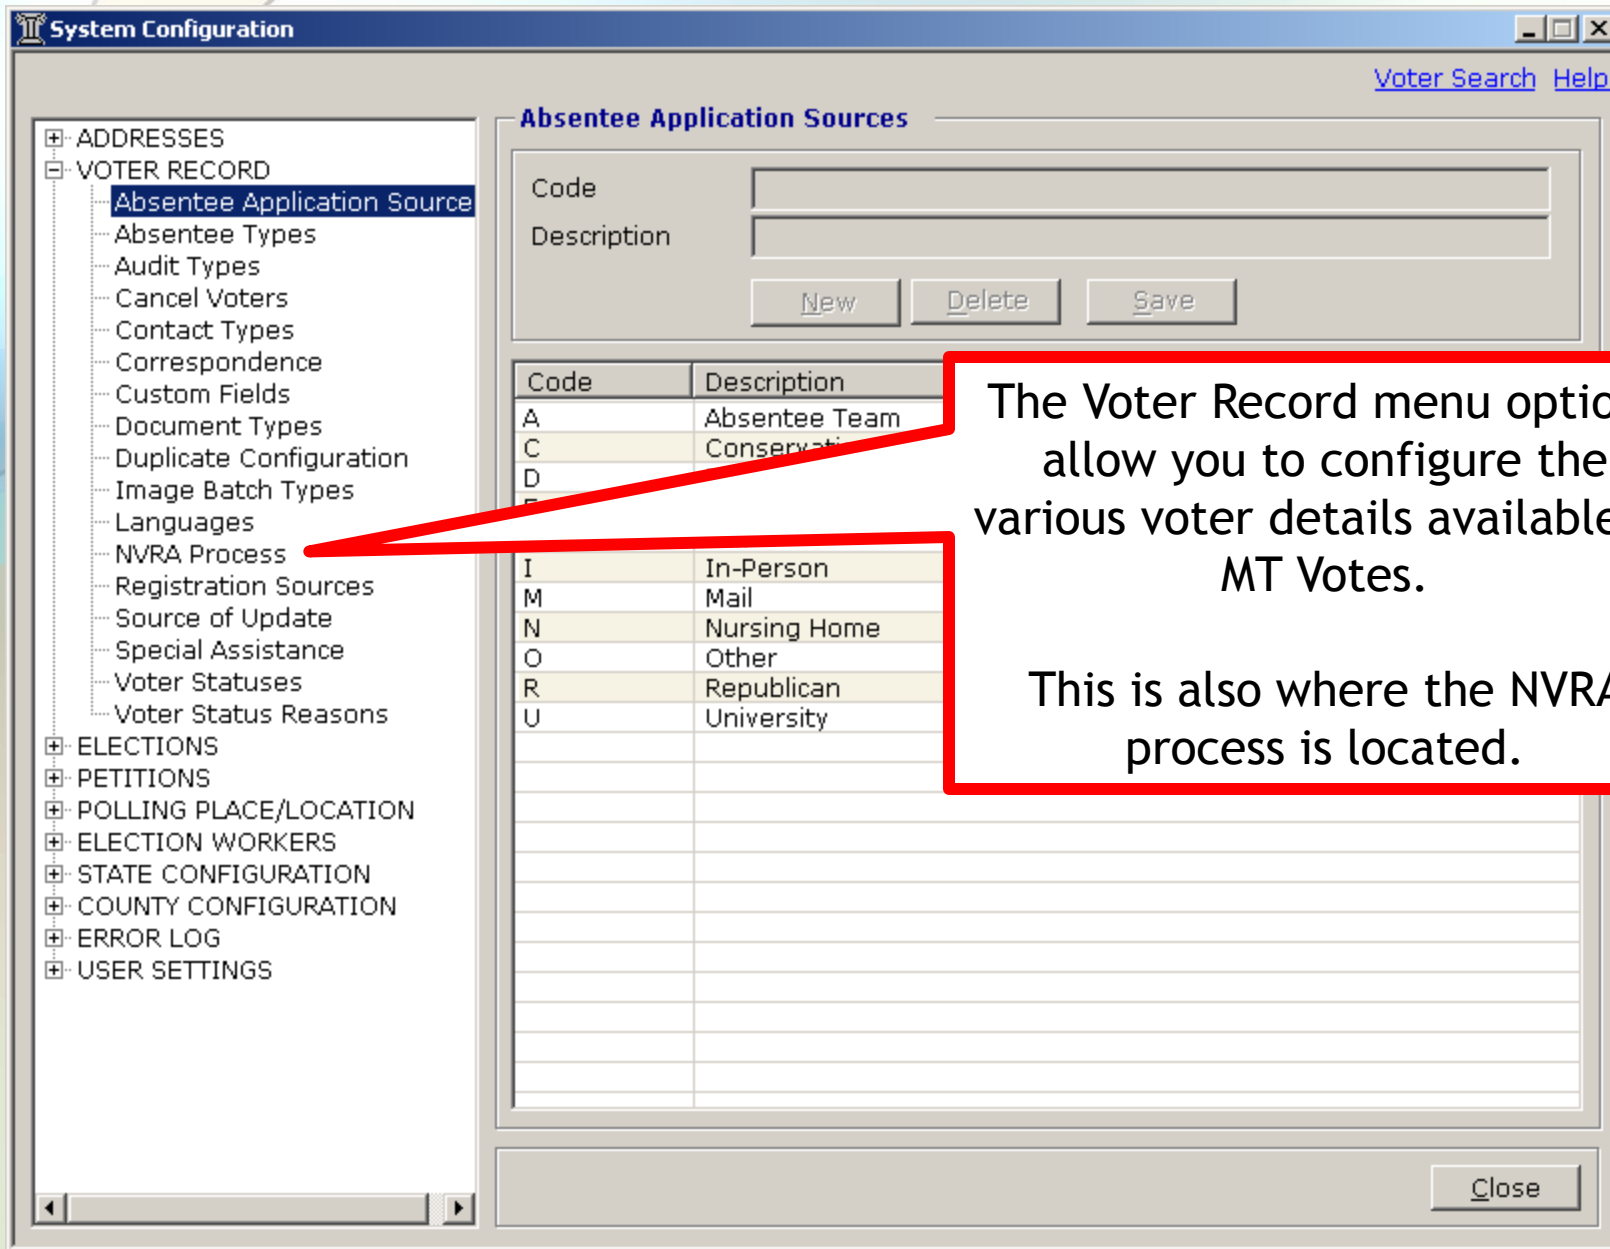 System Configuration
Voter Search Help
ADDRESSES
VOTER RECORD
Absentee Application Source
Absentee Types
Audit Types
Cancel Voters
Contact Types
Correspondence
Custom Fields
Document Types
Duplicate Configuration
Image Batch Types
Languages
NVRA Process
Registration Sources
Source of Update
Special Assistance
Voter Statuses
Voter Status Reasons
ELECTIONS
PETITIONS
POLLING PLACE/LOCATION
ELECTION WORKERS
STATE CONFIGURATION
COUNTY CONFIGURATION
ERROR LOG
USER SETTINGS
Absentee Application Sources
Code
Description
New Delete Save
Code Description
A Absentee Team
C
D
I In-Person
M Mail
N Nursing Home
O Other
R Republican
U University
The Voter Record menu optio
allow you to configure the
various voter details available
MT Votes.
This is also where the NVRA
process is located.
Close